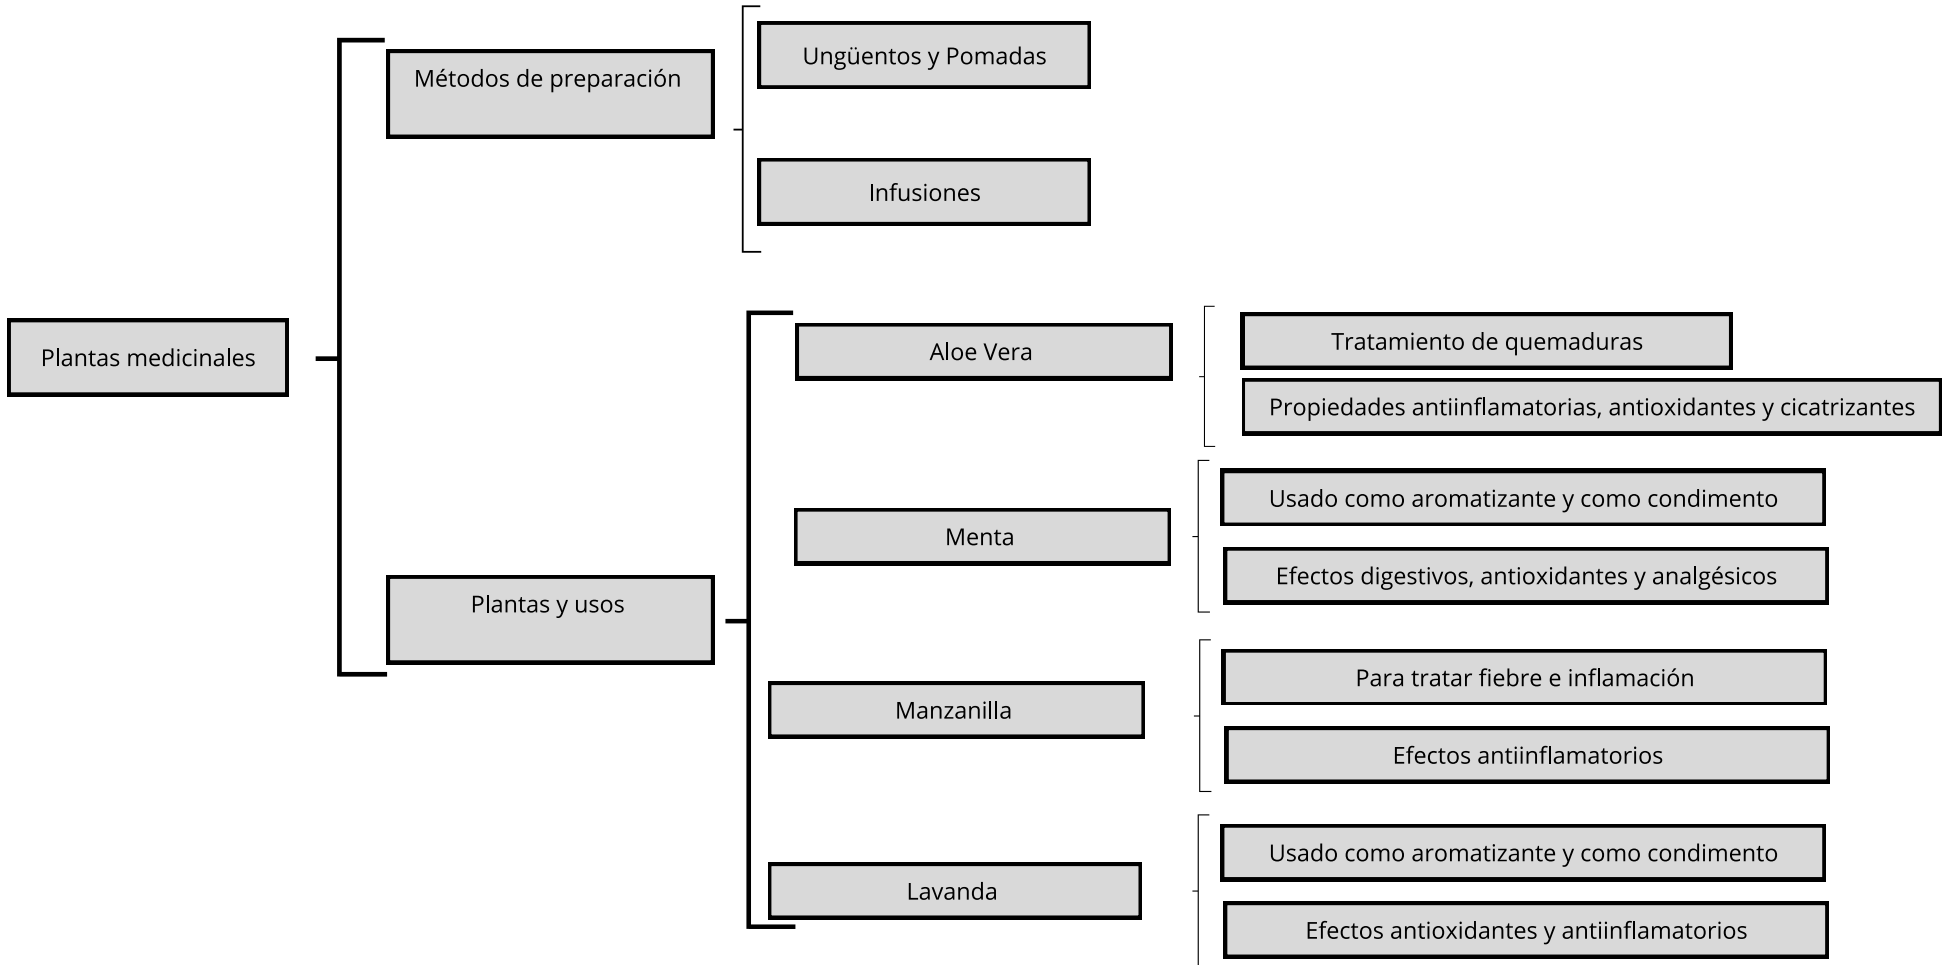 Plantas medicinales
Métodos de preparación
Ungüentos y Pomadas
Infusiones
Plantas y usos
Aloe Vera
Tratamiento de quemaduras
Propiedades antiinflamatorias, antioxidantes y cicatrizantes
Menta
Usado como aromatizante y como condimento
Efectos digestivos, antioxidantes y analgésicos
Manzanilla
Para tratar fiebre e inflamación
Efectos antiinflamatorios
Lavanda
Usado como aromatizante y como condimento
Efectos antioxidantes y antiinflamatorios